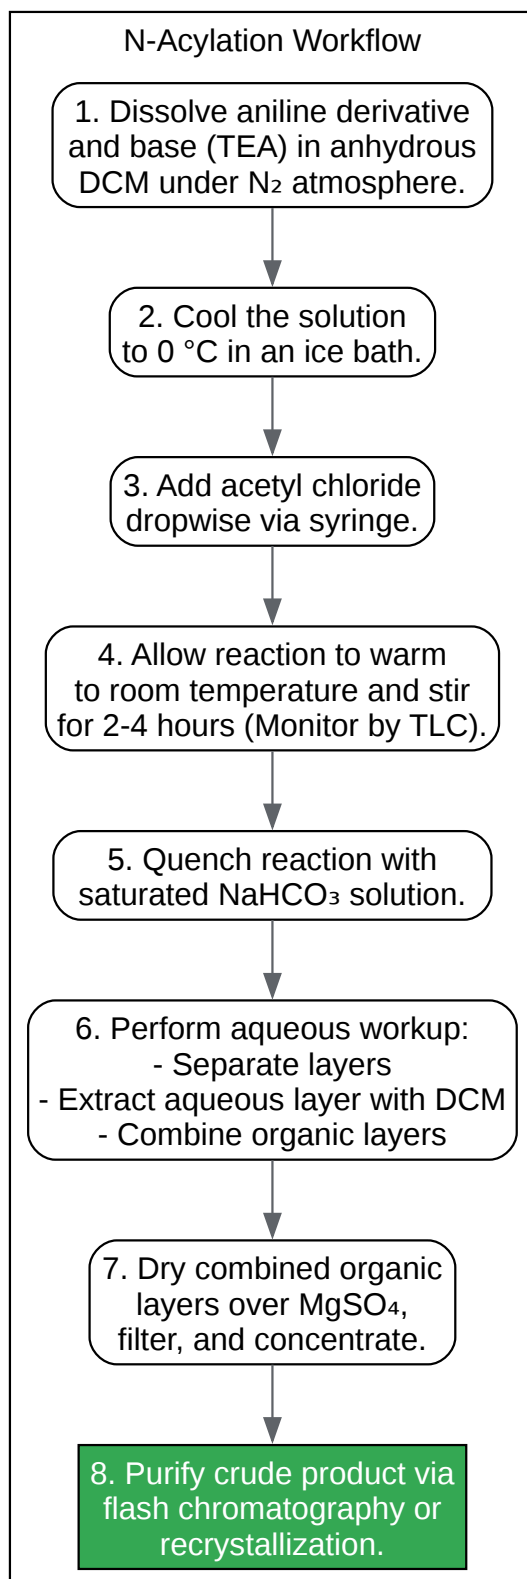 N-Acylation Workflow
1. Dissolve aniline derivative
and base (TEA) in anhydrous
DCM under N₂ atmosphere.
2. Cool the solution
to 0 °C in an ice bath.
3. Add acetyl chloride
dropwise via syringe.
4. Allow reaction to warm
to room temperature and stir
for 2-4 hours (Monitor by TLC).
5. Quench reaction with
saturated NaHCO₃ solution.
6. Perform aqueous workup:
- Separate layers
- Extract aqueous layer with DCM
- Combine organic layers
7. Dry combined organic
layers over MgSO₄,
filter, and concentrate.
8. Purify crude product via
flash chromatography or
recrystallization.